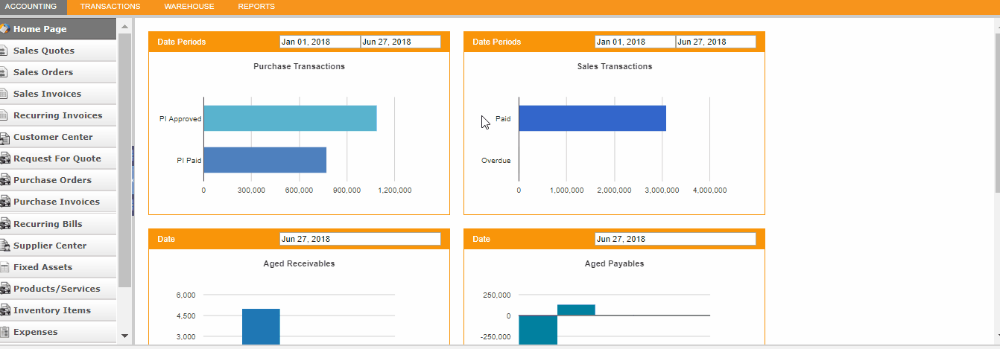 ACCOUNTING TRANSACTIONS WAREHOUSE REPORTS
Home Page
Sales Quotes
Sales Orders
Sales Invoices
Recurring Invoices
Customer Center
Request For Quote
Purchase Orders
Purchase Invoices
Recurring Bills
Supplier Center
Fixed Assets
Products/Services
Inventory Items
Expenses
Date Periods Jan 01, 2018 Jun 27, 2018
Purchase Transactions
PI Approved
PI Paid
0 300,000 600,000 900,000 1,200,000
Date Periods Jan 01, 2018 Jun 27, 2018
Sales Transactions
Paid
Overdue
0 1,000,000 2,000,000 3,000,000 4,000,000
Date Jun 27, 2018
Aged Receivables
6,000
4,500
3,000
Date Jun 27, 2018
Aged Payables
250,000
0
-250,000